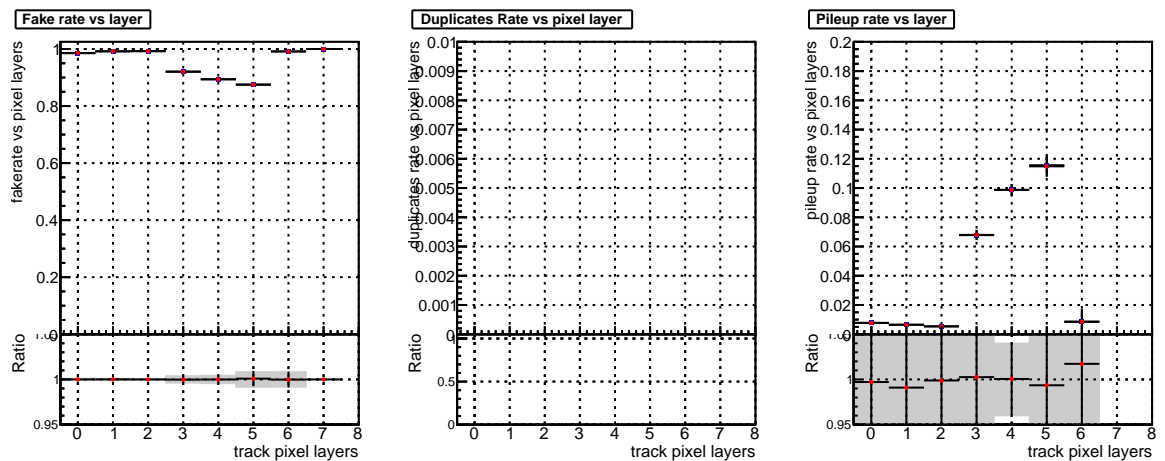 Fake rate vs layer
fakerate vs pixel layers
1
0.8
0.6
0.4
0.2
0
Ratio
1
0.95
0 1 2 3 4 5 6 7 8
track pixel layers
Duplicates Rate vs pixel layer
duplicates rate vs pixel layers
0.01
0.009
0.008
0.007
0.006
0.005
0.004
0.003
0.002
0.001
0
Ratio
1
0.5
0
0 1 2 3 4 5 6 7 8
track pixel layers
Pileup rate vs layer
pileup rate vs pixel layers
0.2
0.18
0.16
0.14
0.12
0.1
0.08
0.06
0.04
0.02
0
Ratio
1
0.95
0 1 2 3 4 5 6 7 8
track pixel layers